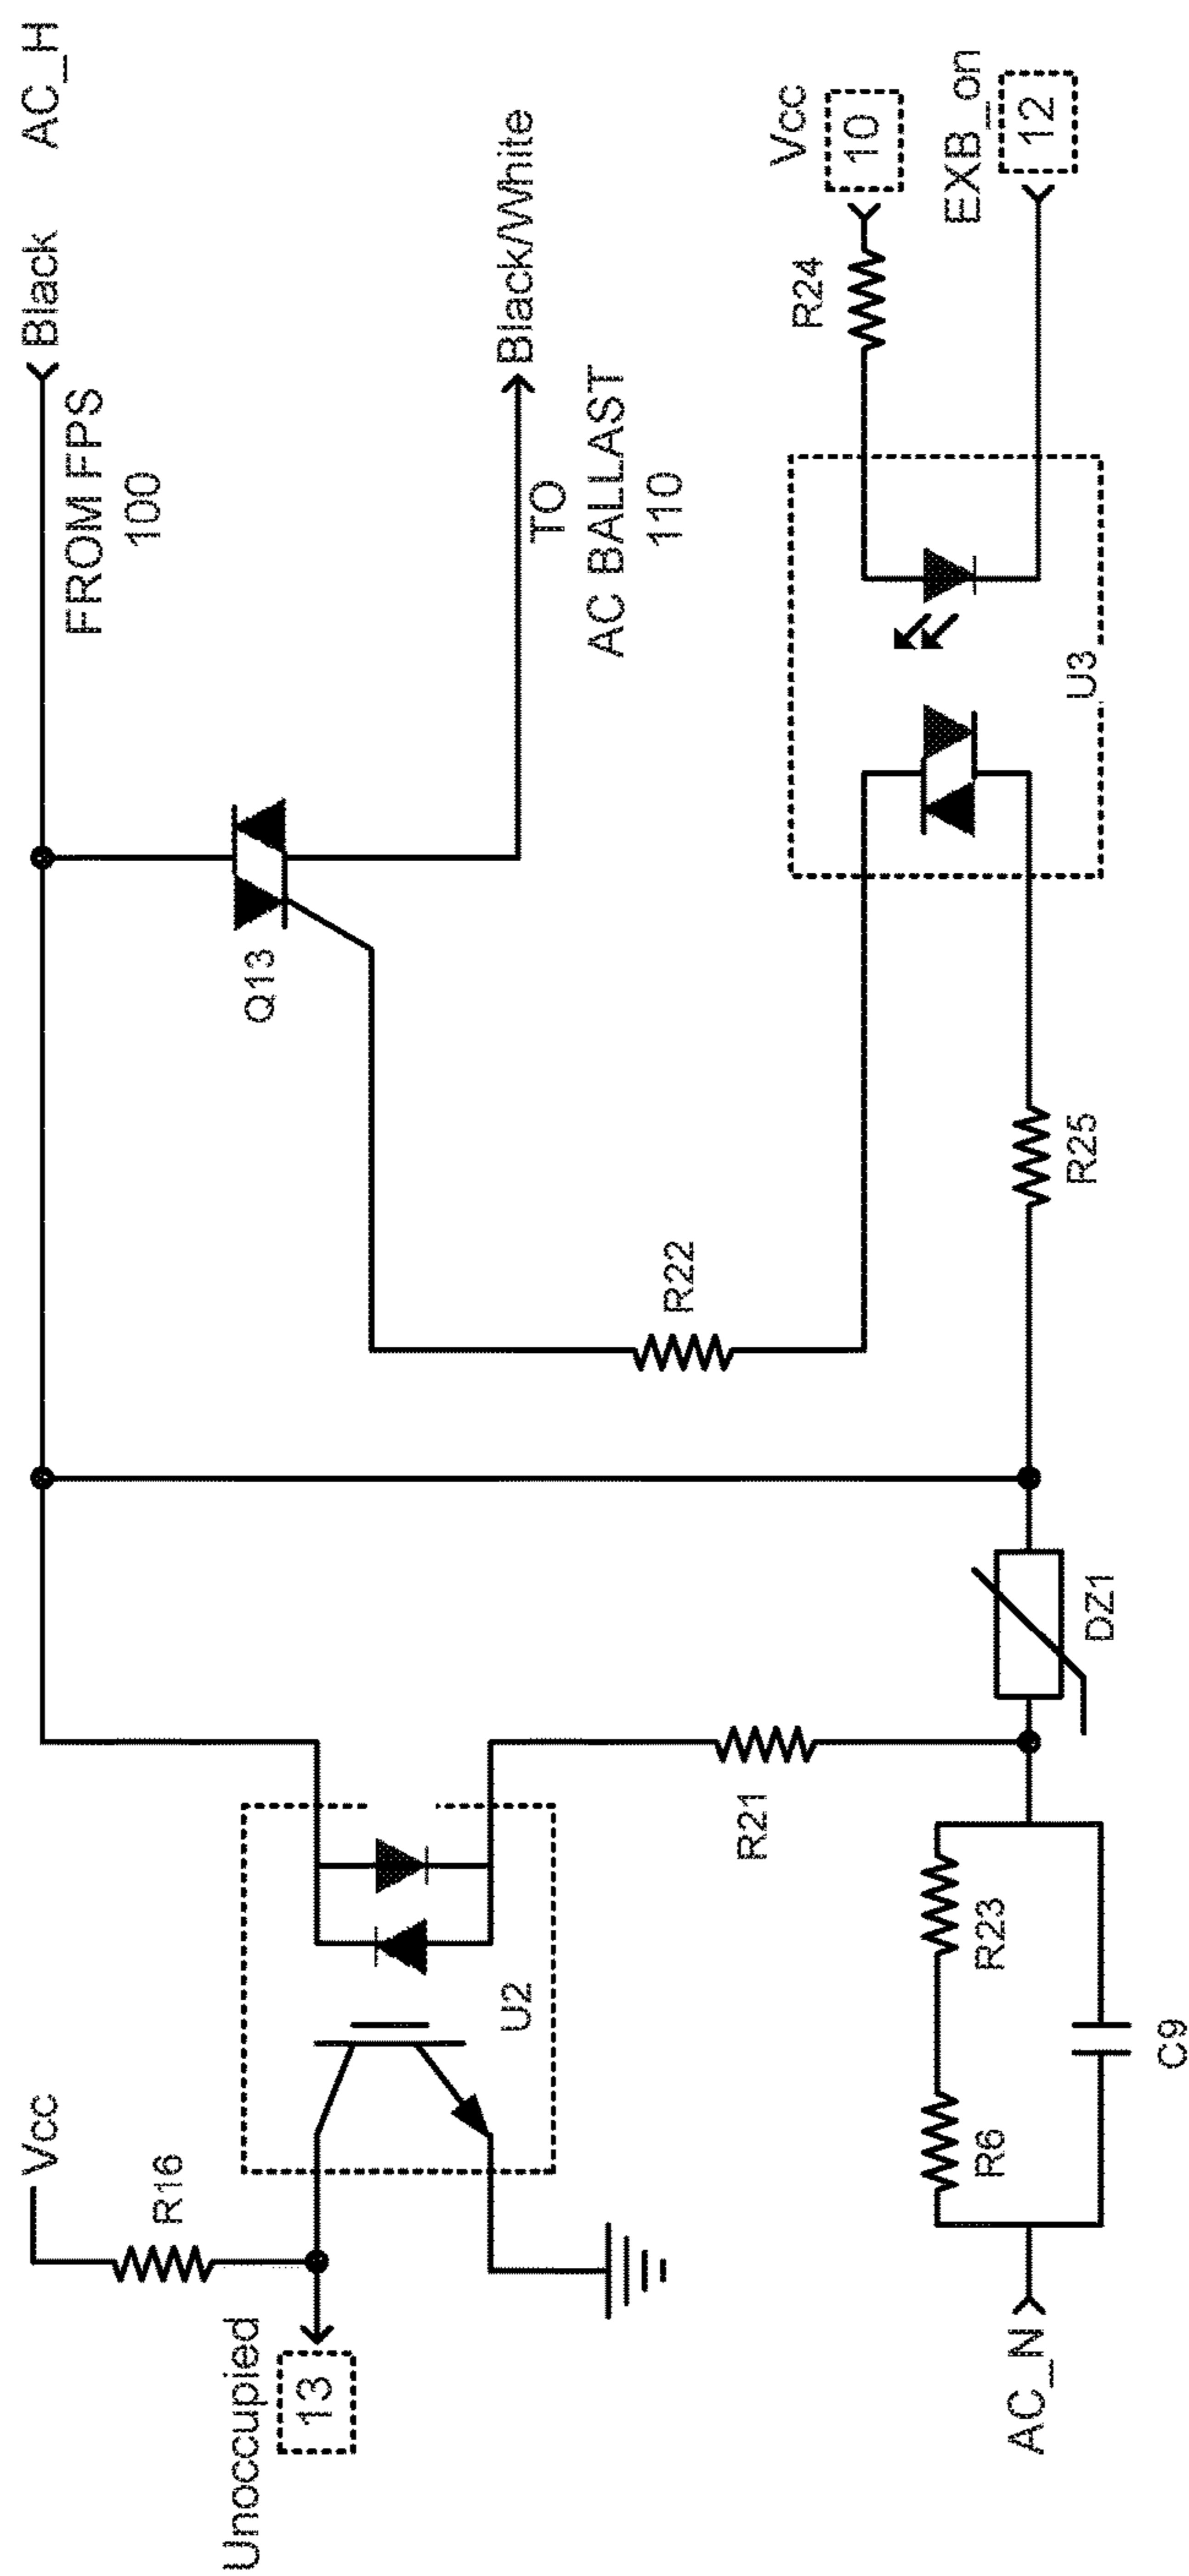 Black AC_H
FROM FPS
100
Black/White
TO
AC BALLAST
110
Q13
Vcc
10
EXB_on
12
R24
U3
R22
R25
Vcc
R16
Unoccupied
13
U2
R21
DZ1
R23
R6
C9
AC_N